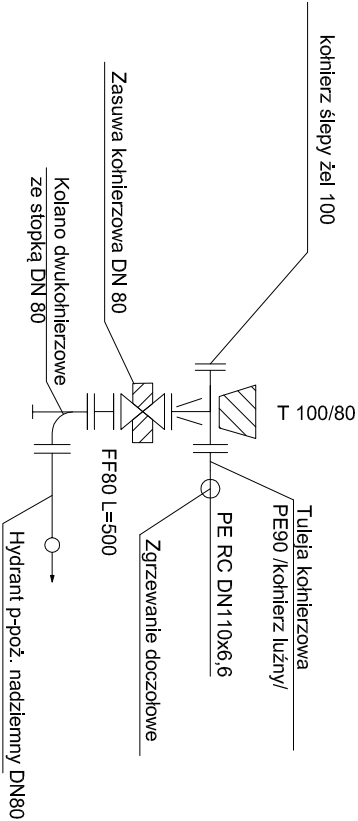 kołnierz ślepy żel 100
Zasuwa kołnierzowa DN 80
Kolano dwukołnierzowe
ze stopką DN 80
T 100/80
FF80 L=500
Tuleja kołnierzowa
PE90 /kołnierz luźny/
PE RC DN110x6,6
Zgrzewanie doczołowe
Hydrant p-poż. nadziemny DN80